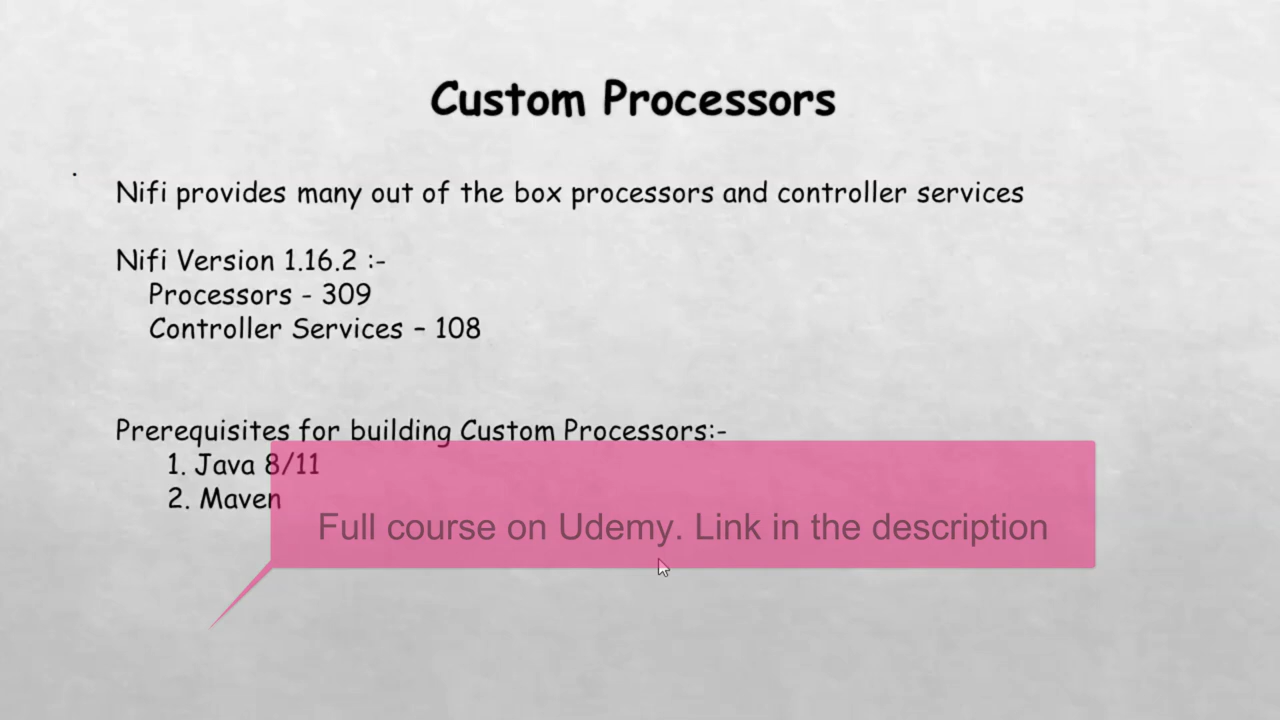 Custom Processors
.
Nifi provides many out of the box processors and controller services
Nifi Version 1.16.2 :-
Processors - 309
Controller Services – 108
Prerequisites for building Custom Processors:-
1. Java 8/11
2. Maven
Full course on Udemy. Link in the description